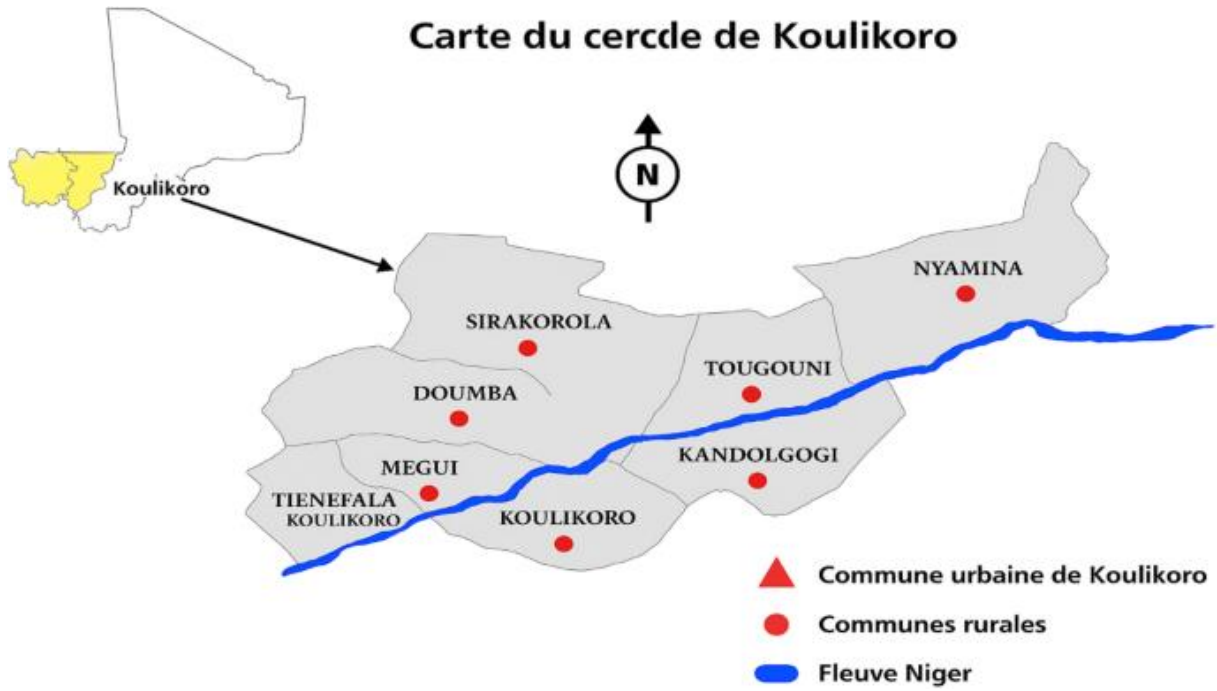 Carte du cercde de Koulikoro
N
Koulikoro
NYAMINA
SIRAKOROLA
TOUGOUNI
DOUMBA
KANDOLGOGI
MEGUI
TIENEFALA
KOULIKORO
KOULIKORO
Commune urbaine de Koulikoro
Communes rurales
Fleuve Niger